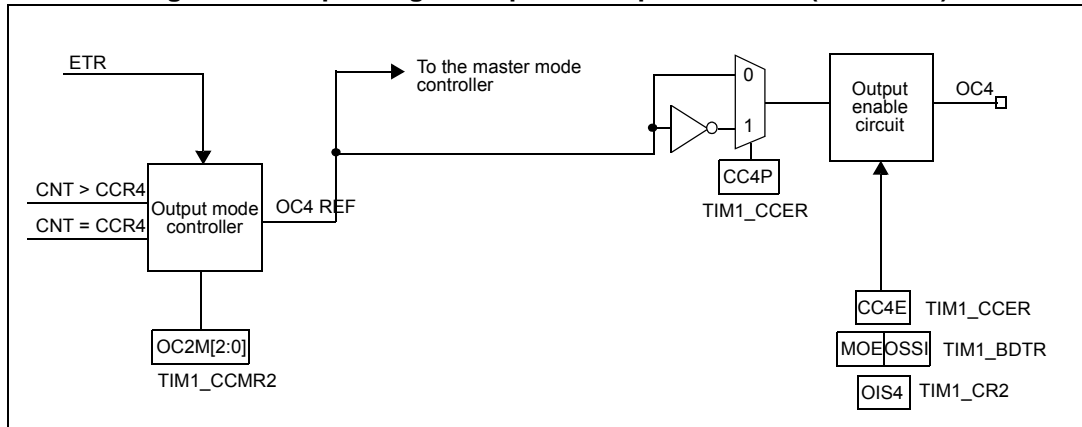 ETR
To the master mode
controller
0
1
Output
enable
circuit
OC4
CC4P
TIM1_CCER
CNT > CCR4
CNT = CCR4
Output mode
controller
OC4 REF
OC2M[2:0]
TIM1_CCMR2
CC4E TIM1_CCER
MOE OSSI TIM1_BDTR
OIS4 TIM1_CR2